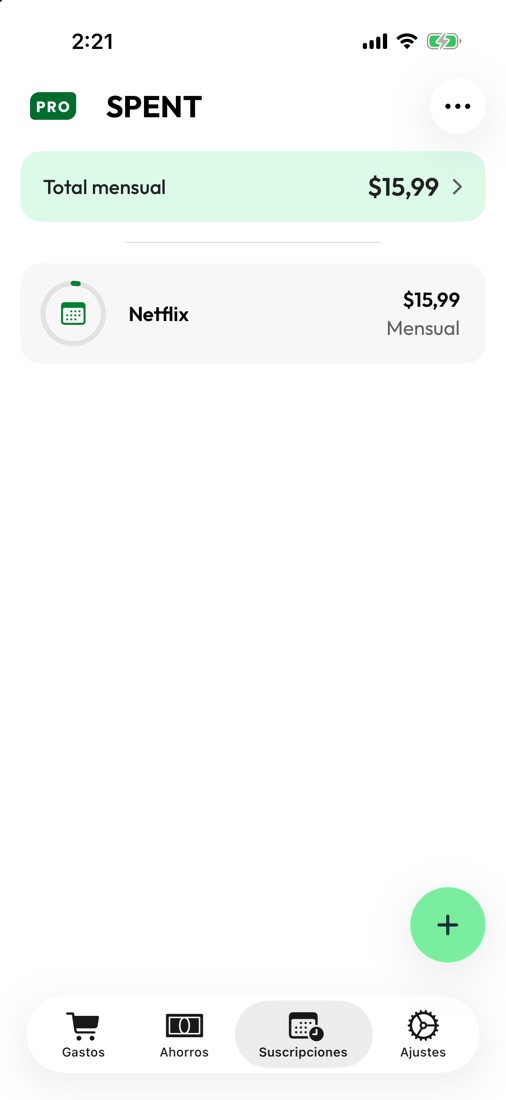 2:21
PRO SPENT
Total mensual $15,99
Netflix $15,99
Mensual
Gastos Ahorros Suscripciones Ajustes